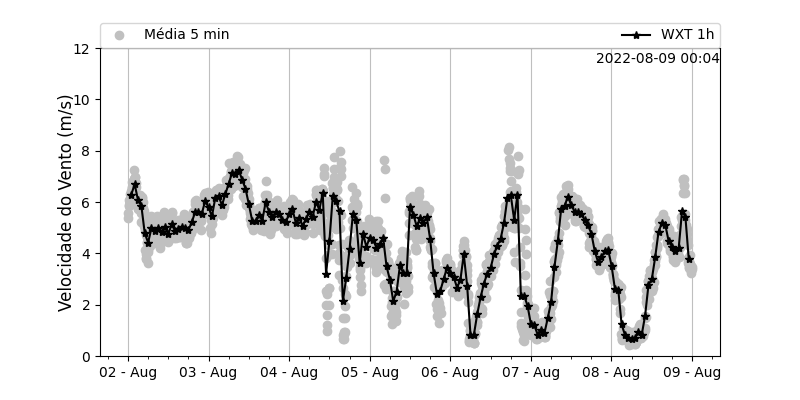 Média 5 min
WXT 1h
2022-08-09 00:04
Velocidade do Vento (m/s)
12
10
8
6
4
2
0
02 - Aug 03 - Aug 04 - Aug 05 - Aug 06 - Aug 07 - Aug 08 - Aug 09 - Aug